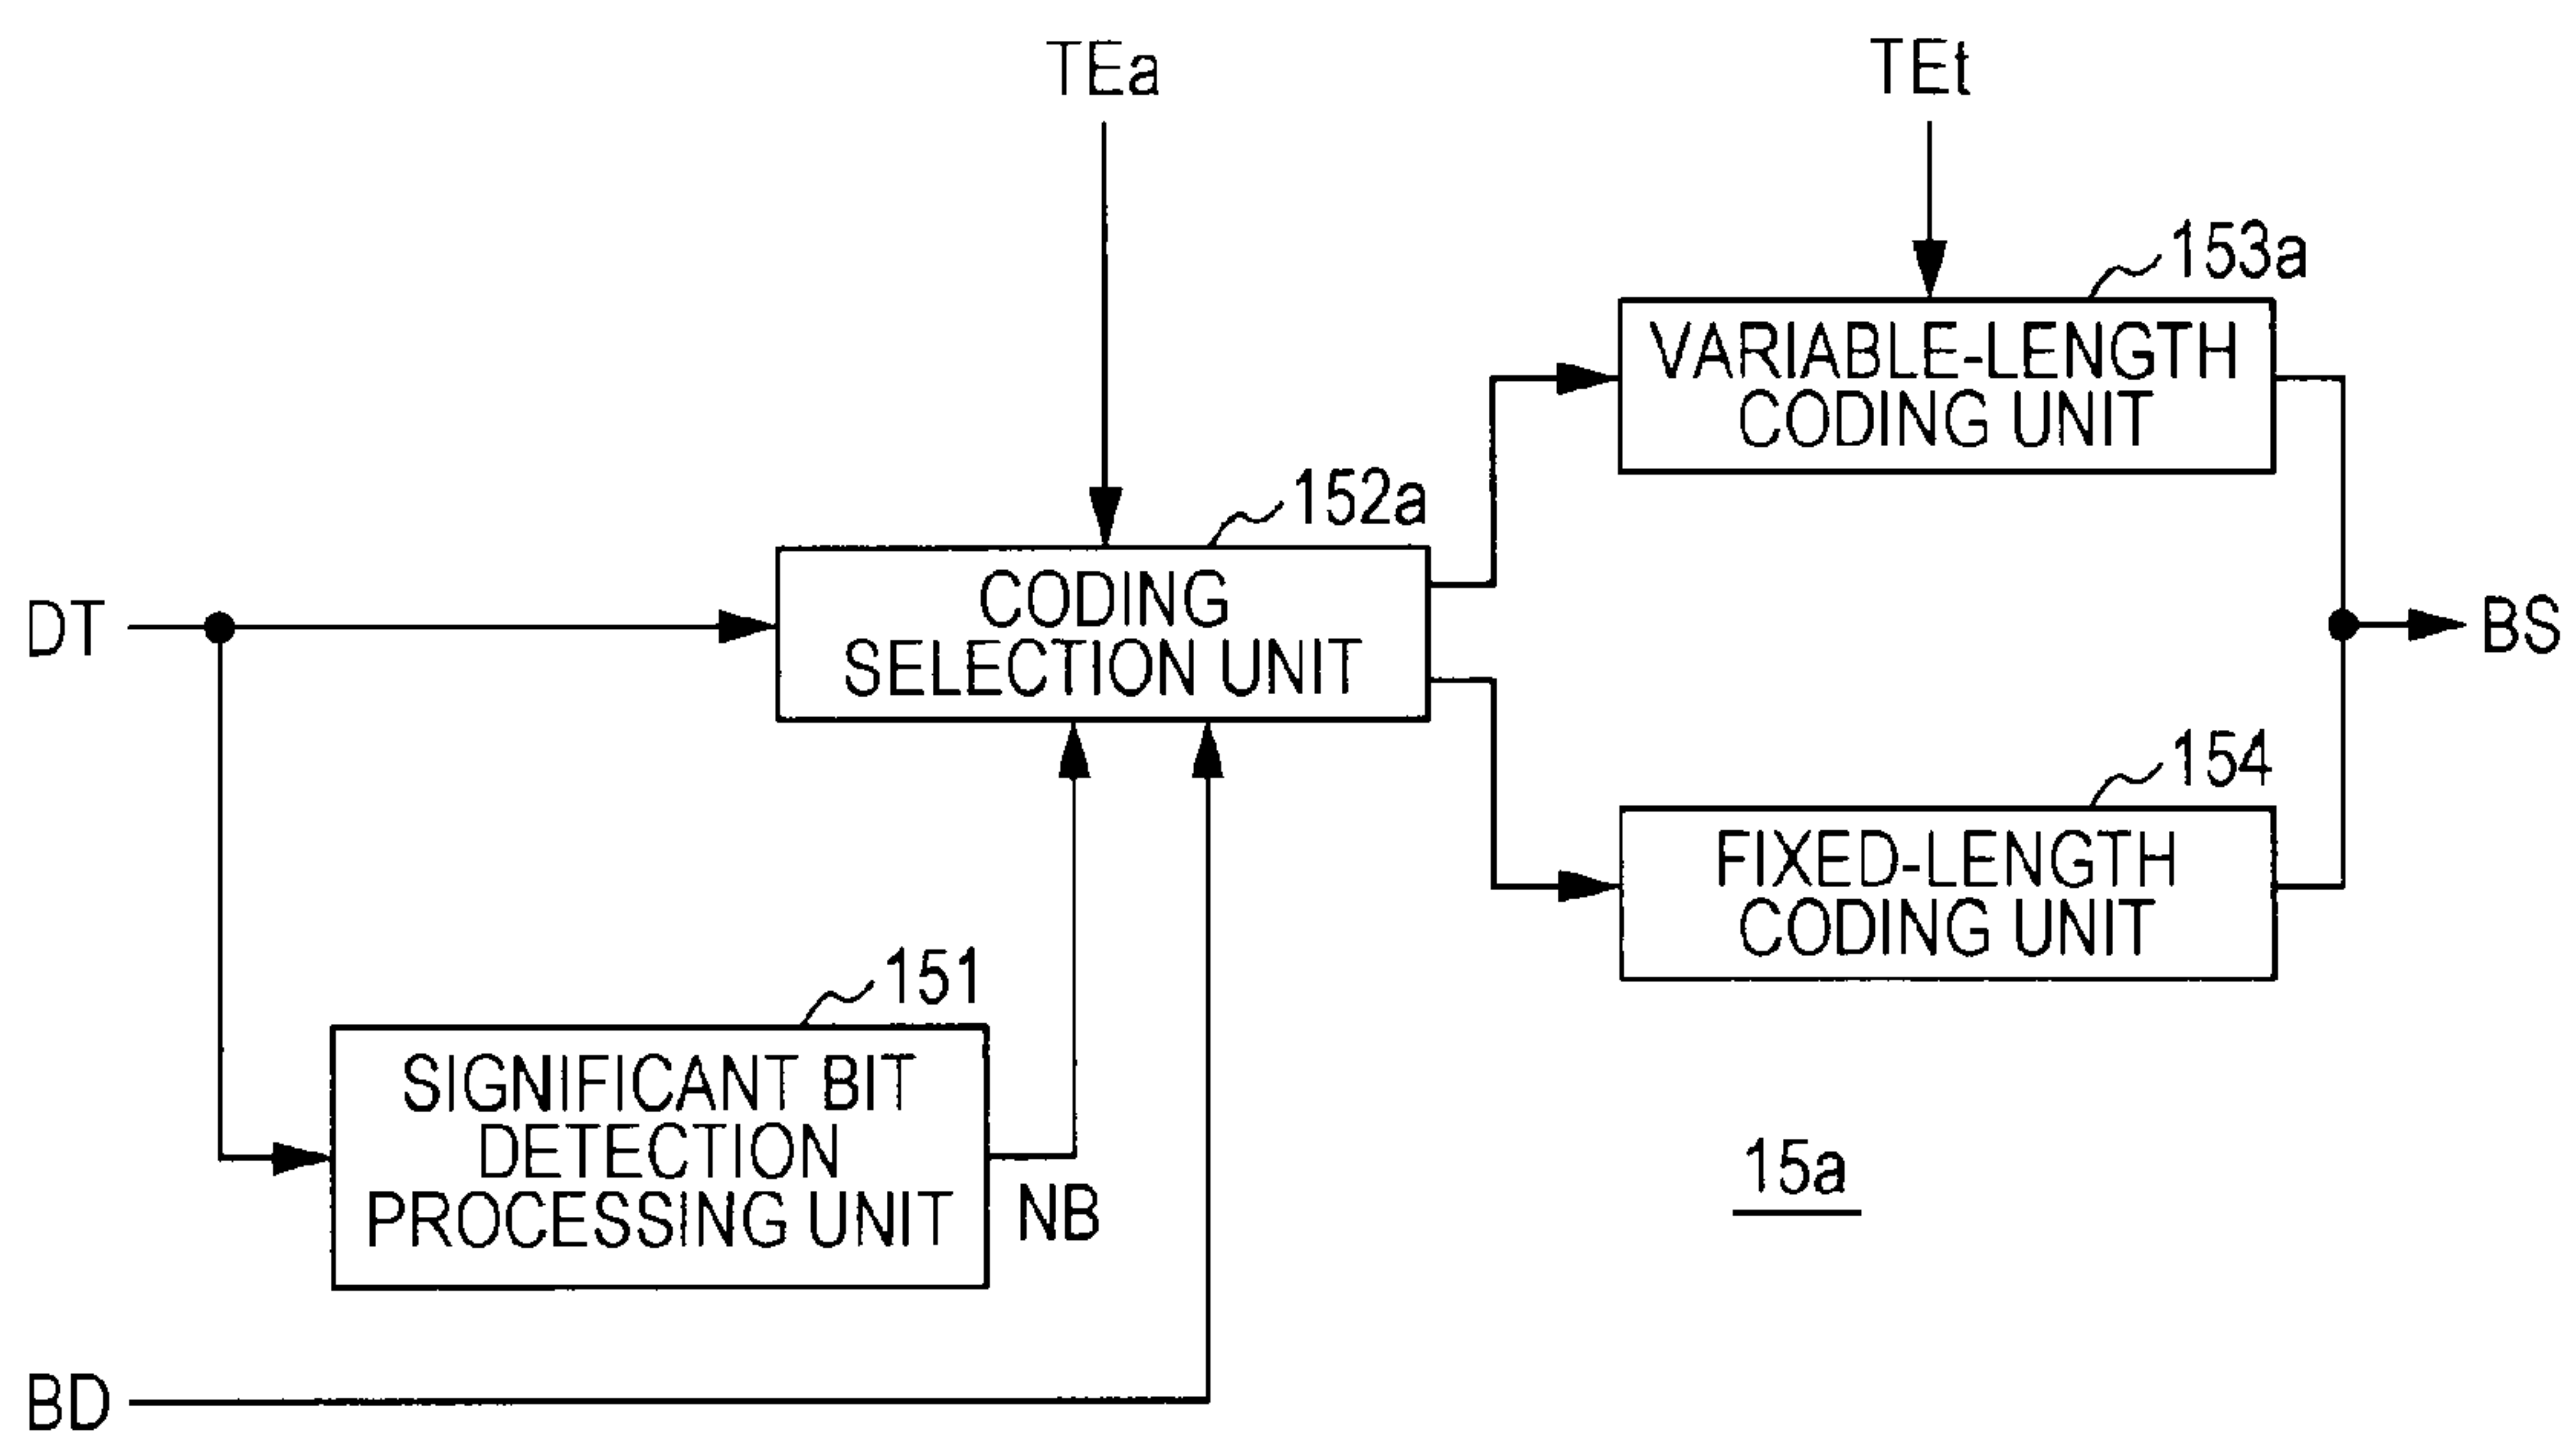 TEa
TEt
153a
VARIABLE-LENGTH
CODING UNIT
152a
CODING
SELECTION UNIT
DT
BS
154
FIXED-LENGTH
CODING UNIT
151
SIGNIFICANT BIT
DETECTION
PROCESSING UNIT
NB
15a
BD